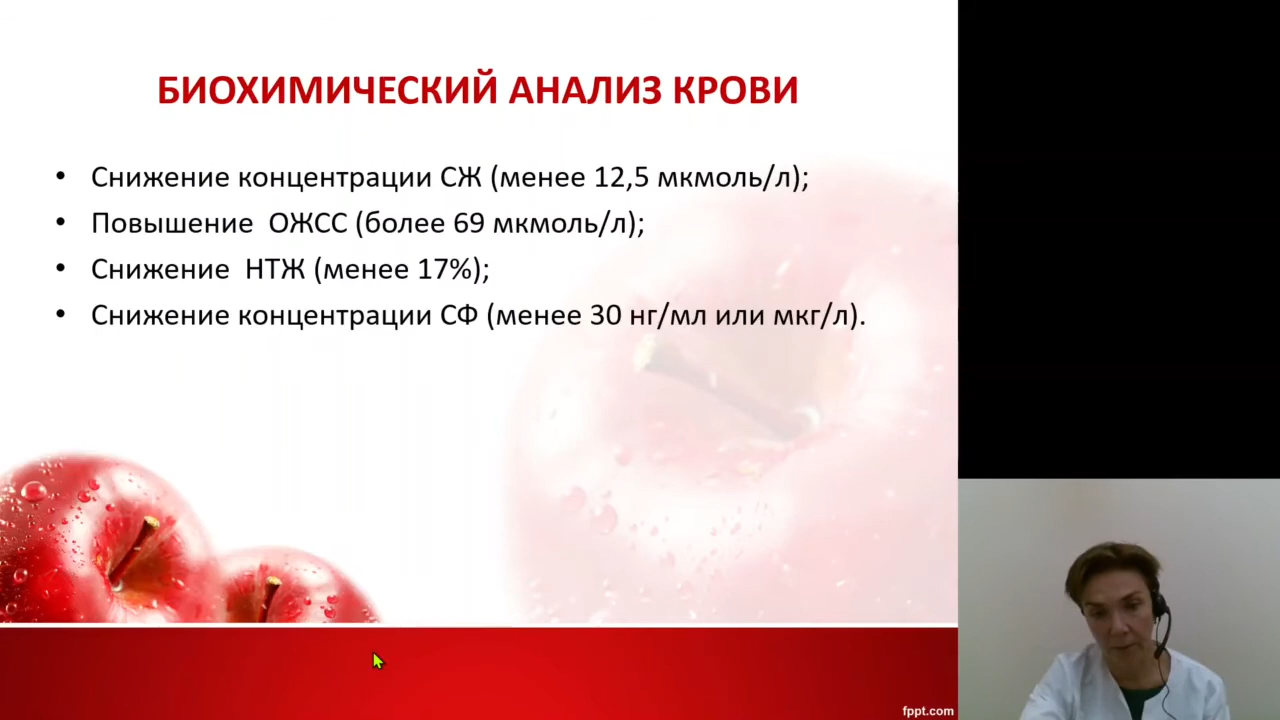 БИОХИМИЧЕСКИЙ АНАЛИЗ КРОВИ
• Снижение концентрации СЖ (менее 12,5 мкмоль/л);
• Повышение ОЖСС (более 69 мкмоль/л);
• Снижение НТЖ (менее 17%);
• Снижение концентрации СФ (менее 30 нг/мл или мкг/л).
fppt.com